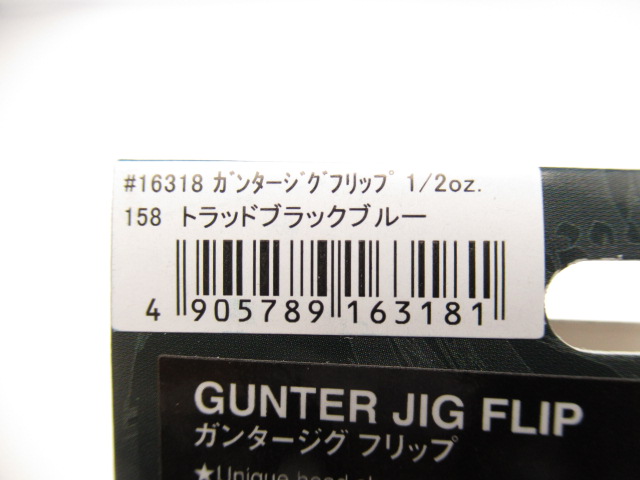 #16318 ｶﾞﾝﾀｰｼﾞｸﾞﾌﾘｯﾌﾟ 1/2oz.
158 トラッドブラックブルー
4 905789 163181
GUNTER JIG FLIP
ガンタージグ フリップ
★Unique head